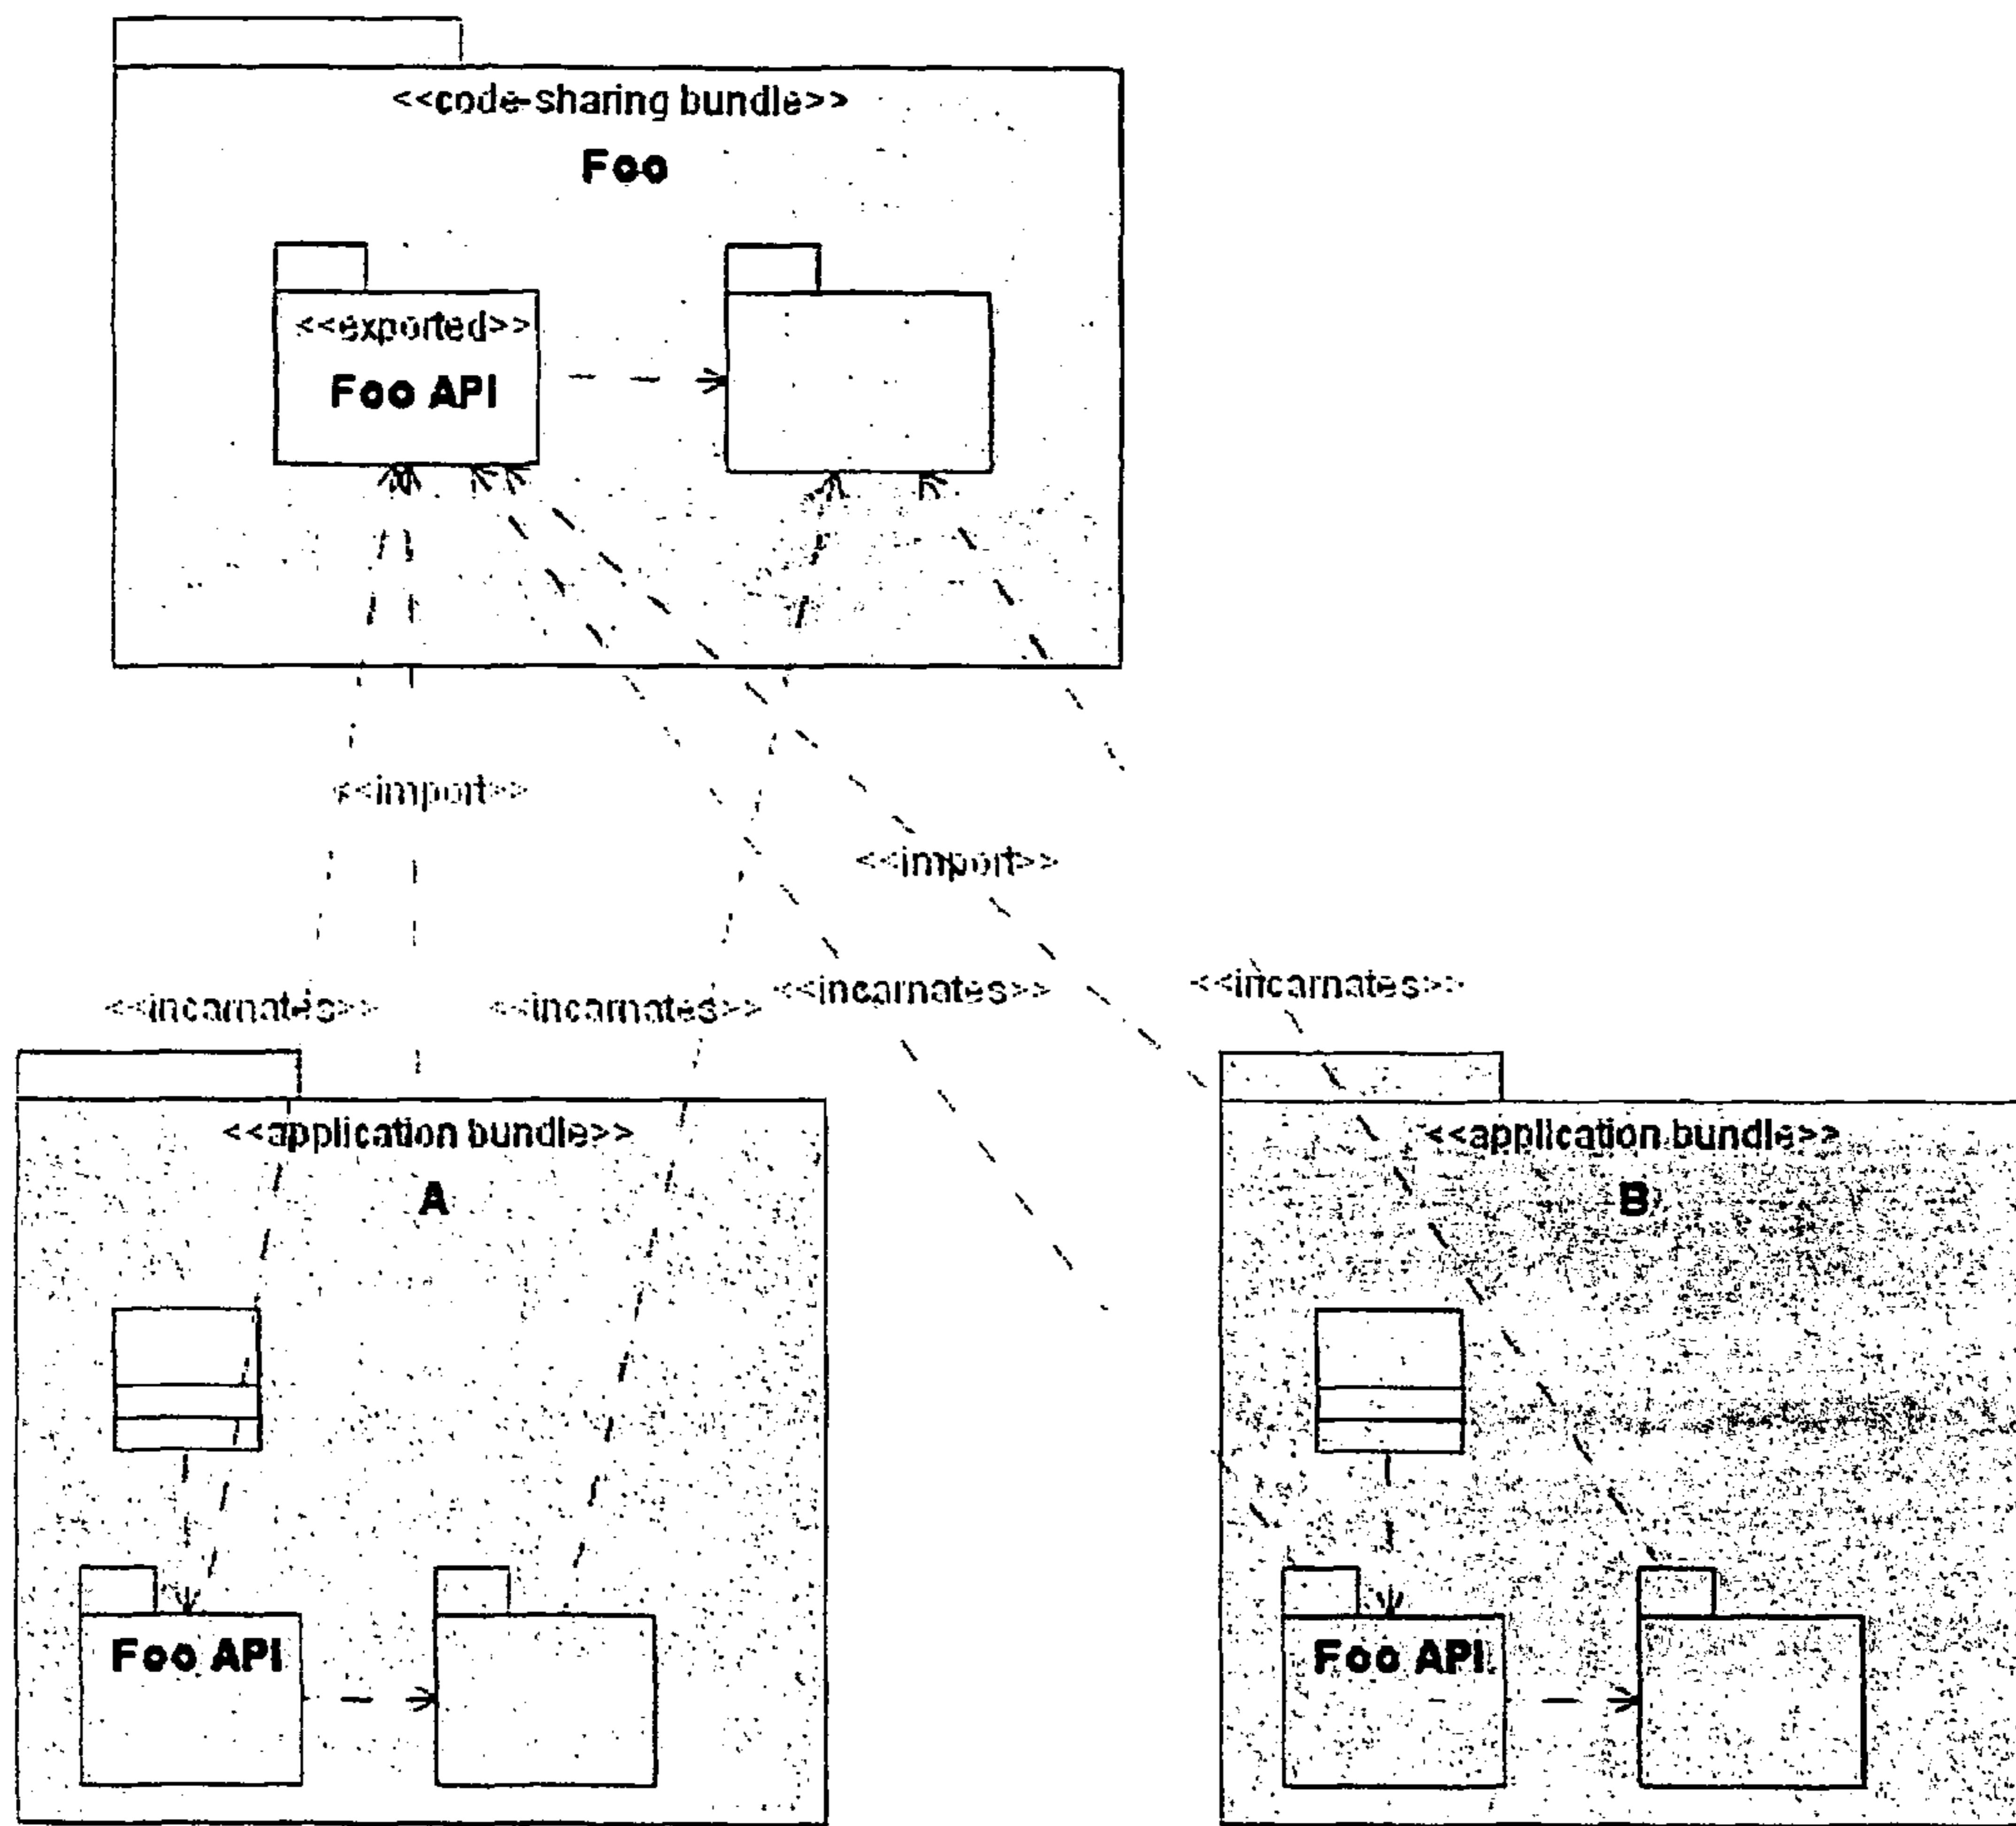 <<code-sharing bundle>>
Foo
<<exported>>
Foo API
<<import>>
<<import>>
<<incarnates>>
<<incarnates>>
<<incarnates>>
<<incarnates>>
<<application bundle>>
A
Foo API
<<application bundle>>
B
Foo API